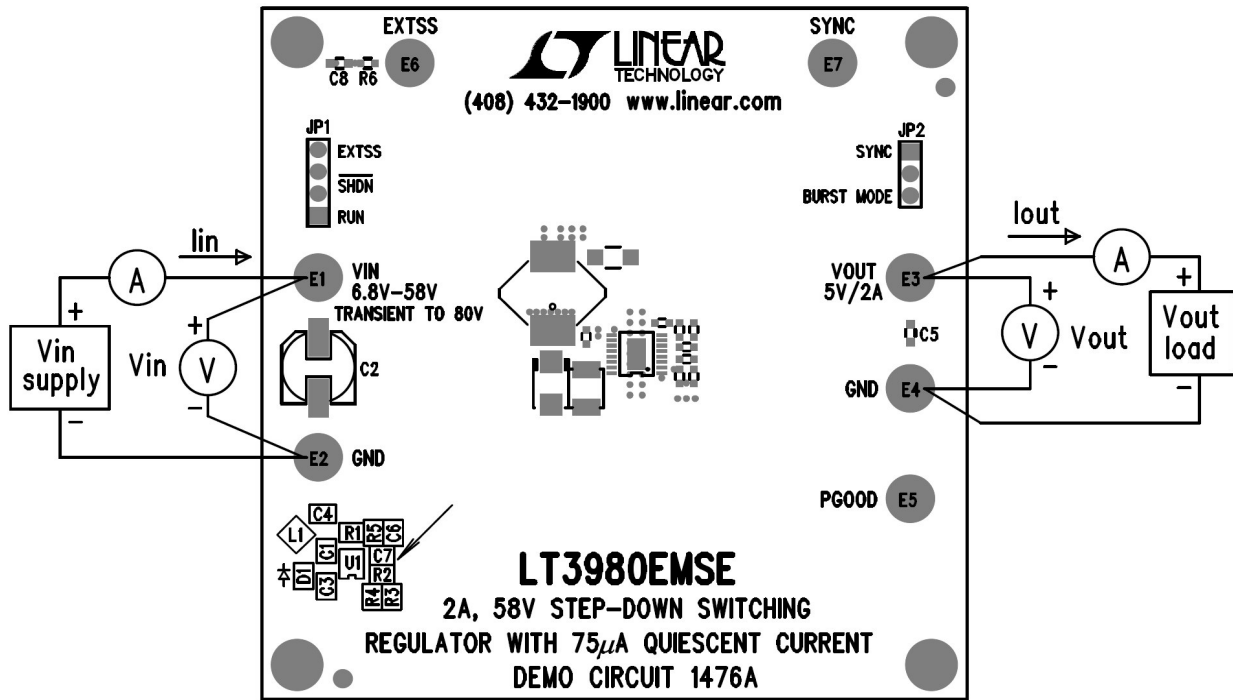 EXTSS
SYNC
E6
E7
C8 R6
LINEAR
TECHNOLOGY
(408) 432-1900 www.linear.com
JP1
EXTSS
SHDN
RUN
JP2
SYNC
BURST MODE
Iin
Iout
A
A
E1
VIN
6.8V-58V
TRANSIENT TO 80V
VOUT
5V/2A
E3
+
+
+
+
Vin
supply
Vin
V
C2
C5
V
Vout
Vout
load
-
-
-
-
GND
E4
E2
GND
PGOOD
E5
C4
L1
R1
R5
C6
C1
U1
C7
D1
C3
R2
R4
R3
LT3980EMSE
2A, 58V STEP-DOWN SWITCHING
REGULATOR WITH 75μA QUIESCENT CURRENT
DEMO CIRCUIT 1476A